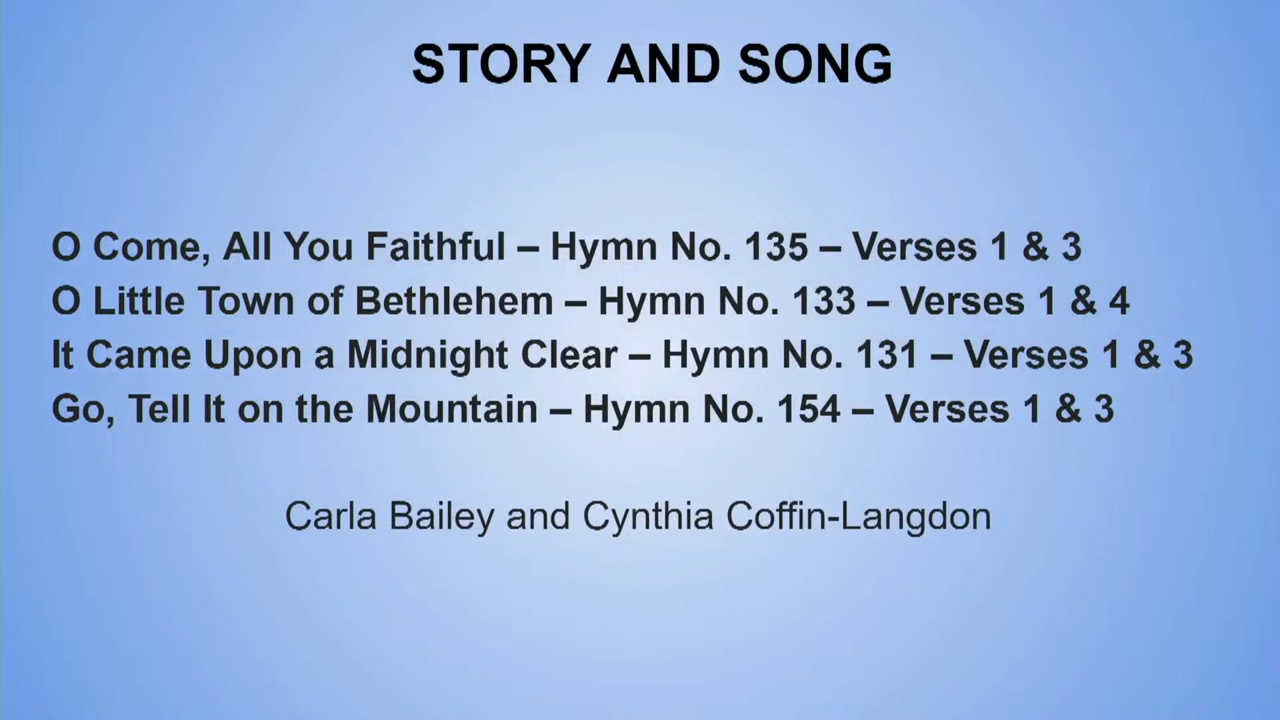 STORY AND SONG
O Come, All You Faithful – Hymn No. 135 – Verses 1 & 3
O Little Town of Bethlehem – Hymn No. 133 – Verses 1 & 4
It Came Upon a Midnight Clear – Hymn No. 131 – Verses 1 & 3
Go, Tell It on the Mountain – Hymn No. 154 – Verses 1 & 3
Carla Bailey and Cynthia Coffin-Langdon